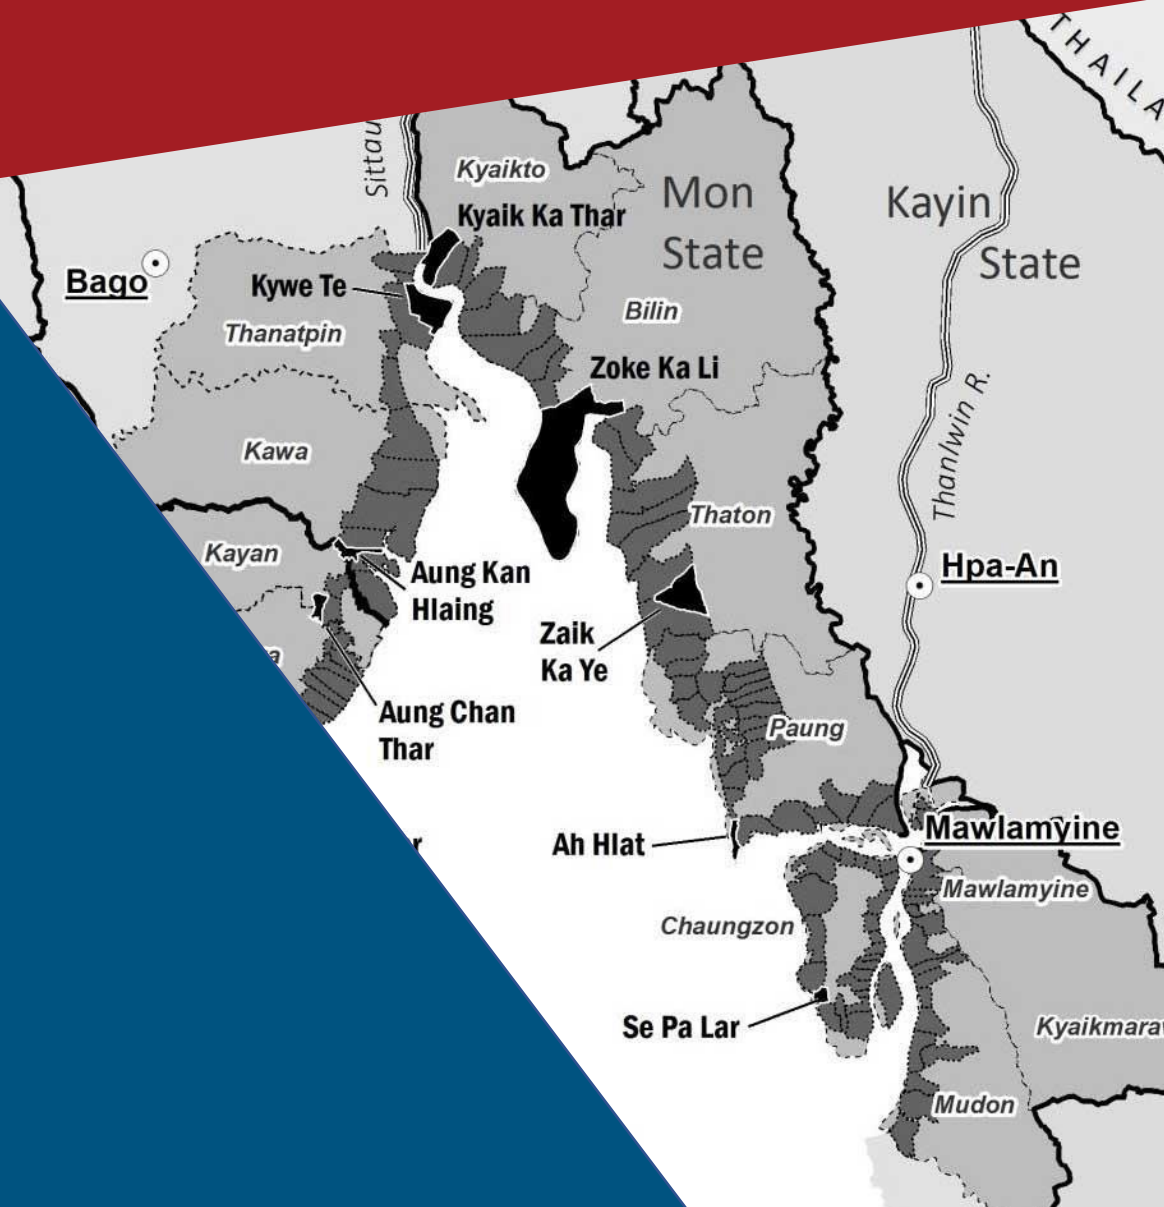 THAILA
Sittau
Kyaikto
Mon
State
Kayin
State
Kyaik Ka Thar
Bago
Kywe Te
Thanatpin
Bilin
Zoke Ka Li
Thanlwin R.
Kawa
Thaton
Kayan
Hpa-An
Aung Kan
Hlaing
Zaik
Ka Ye
a
Aung Chan
Thar
Paung
r
Ah Hlat
Mawlamyine
Mawlamyine
Chaungzon
Se Pa Lar
Kyaikmara
Mudon